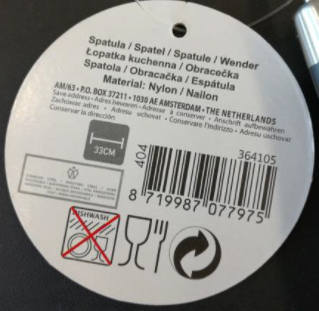 Spatula / Spatel / Spatule / Wender
Łopatka kuchenna / Obracečka
Spatola / Obracačka / Espátula
Material: Nylon / Nailon
AM/63 • P.O. BOX 37211 • 1030 AE AMSTERDAM • THE NETHERLANDS
Save address • Adres bewaren • Adresse à conserver • Anschrift aufbewahren
Zachowac adres • Adresu uchovat • Conservare l'indirizzo • Adresu uschovat
Conservar la dirección
33CM
404
364105
8 719987 077975
DISHWASH